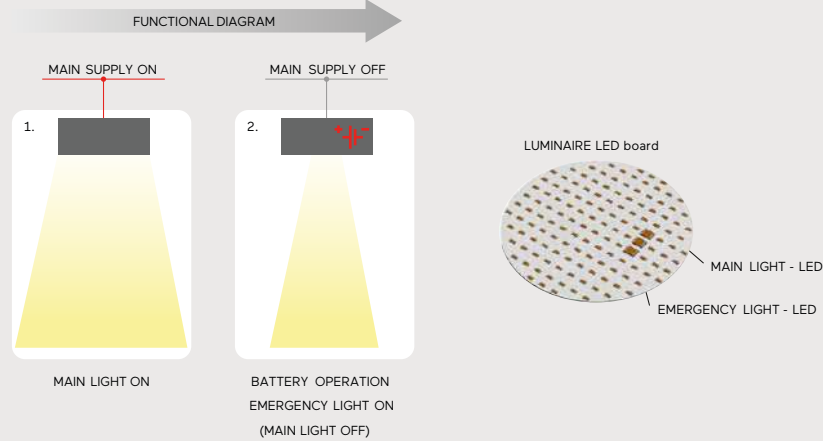 FUNCTIONAL DIAGRAM
MAIN SUPPLY ON
MAIN SUPPLY OFF
1.
2.
+
-
LUMINAIRE LED board
MAIN LIGHT - LED
EMERGENCY LIGHT - LED
MAIN LIGHT ON
BATTERY OPERATION
EMERGENCY LIGHT ON
(MAIN LIGHT OFF)